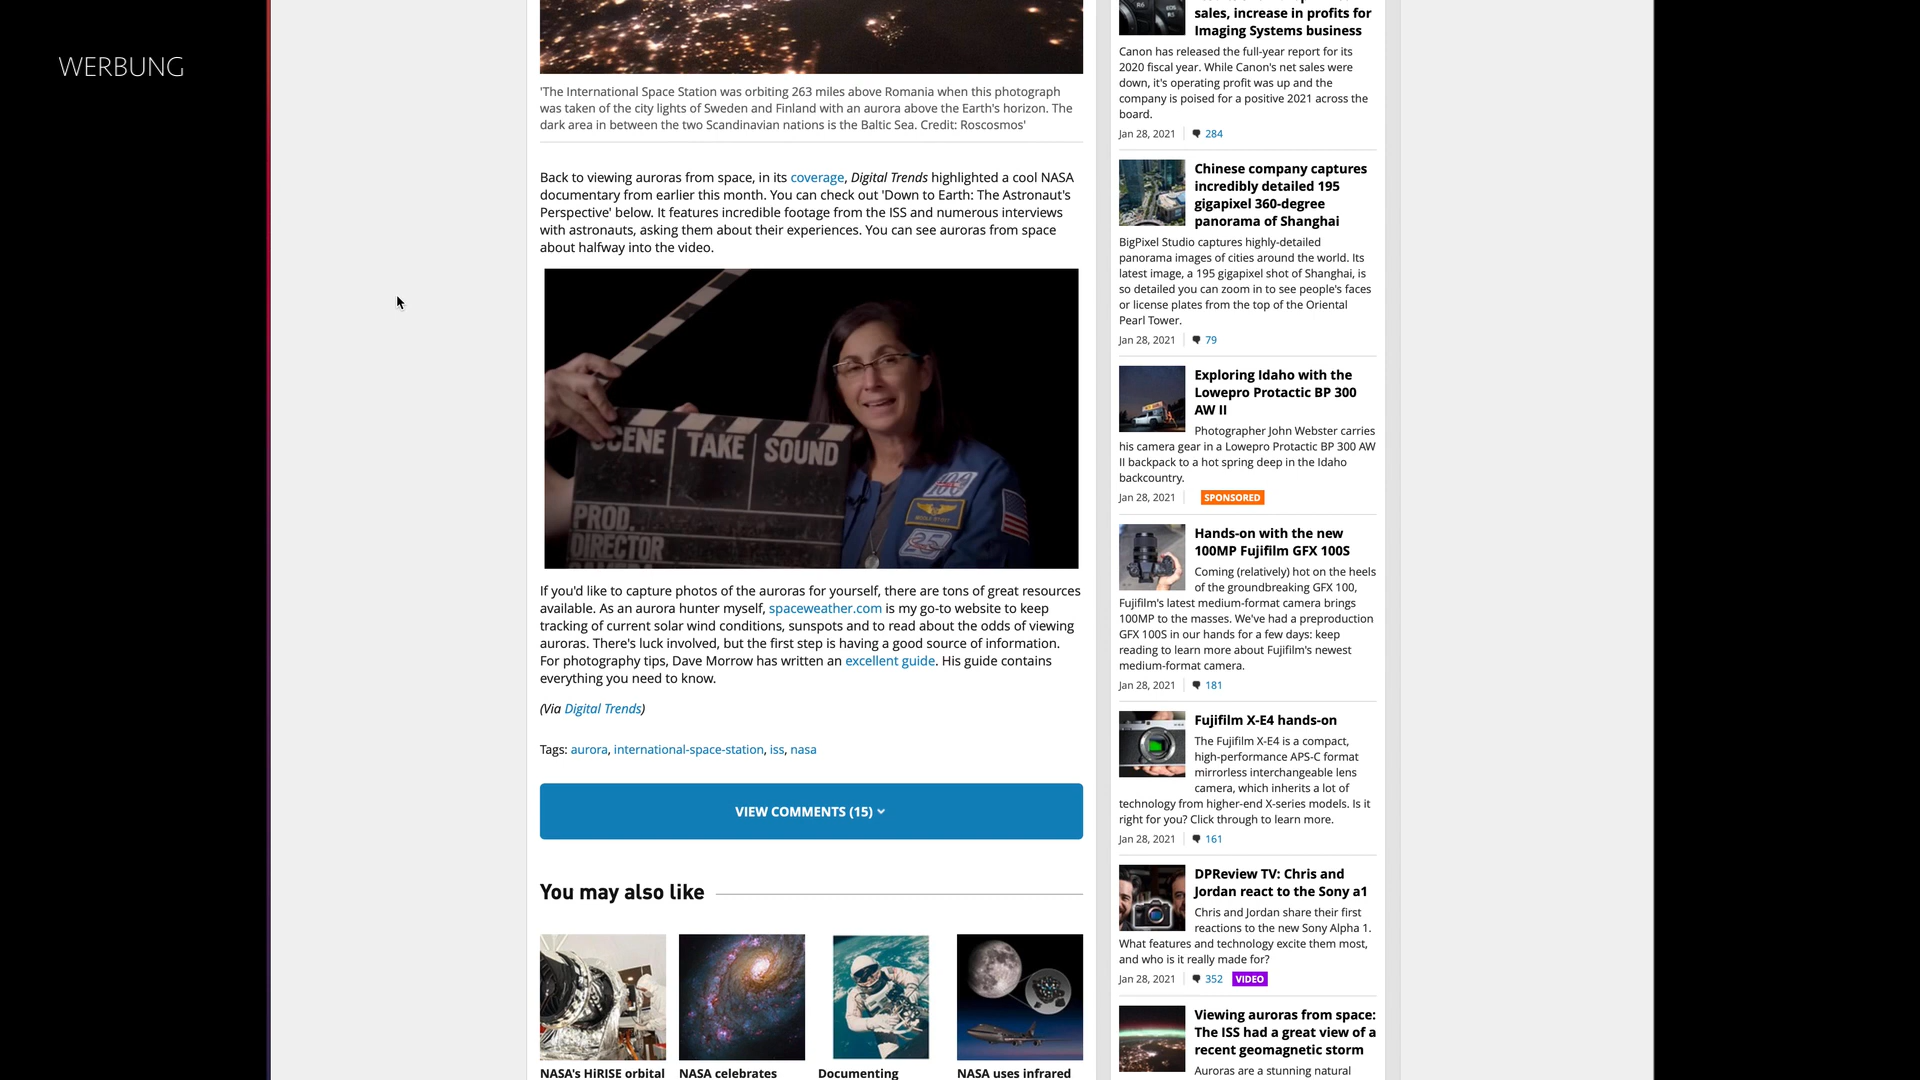 WERBUNG
'The International Space Station was orbiting 263 miles above Romania when this photograph
was taken of the city lights of Sweden and Finland with an aurora above the Earth's horizon. The
dark area in between the two Scandinavian nations is the Baltic Sea. Credit: Roscosmos'
Back to viewing auroras from space, in its coverage, Digital Trends highlighted a cool NASA
documentary from earlier this month. You can check out 'Down to Earth: The Astronaut's
Perspective' below. It features incredible footage from the ISS and numerous interviews
with astronauts, asking them about their experiences. You can see auroras from space
about halfway into the video.
SCENE TAKE SOUND
PROD.
DIRECTOR
If you'd like to capture photos of the auroras for yourself, there are tons of great resources
available. As an aurora hunter myself, spaceweather.com is my go-to website to keep
tracking of current solar wind conditions, sunspots and to read about the odds of viewing
auroras. There's luck involved, but the first step is having a good source of information.
For photography tips, Dave Morrow has written an excellent guide. His guide contains
everything you need to know.
(Via Digital Trends)
Tags: aurora, international-space-station, iss, nasa
VIEW COMMENTS (15)
You may also like
NASA's HiRISE orbital
NASA celebrates
Documenting
NASA uses infrared
R6
R5
sales, increase in profits for
Imaging Systems business
Canon has released the full-year report for its
2020 fiscal year. While Canon's net sales were
down, it's operating profit was up and the
company is poised for a positive 2021 across the
board.
Jan 28, 2021 284
Chinese company captures
incredibly detailed 195
gigapixel 360-degree
panorama of Shanghai
BigPixel Studio captures highly-detailed
panorama images of cities around the world. Its
latest image, a 195 gigapixel shot of Shanghai, is
so detailed you can zoom in to see people's faces
or license plates from the top of the Oriental
Pearl Tower.
Jan 28, 2021 79
Exploring Idaho with the
Lowepro Protactic BP 300
AW II
Photographer John Webster carries
his camera gear in a Lowepro Protactic BP 300 AW
II backpack to a hot spring deep in the Idaho
backcountry.
Jan 28, 2021 SPONSORED
Hands-on with the new
100MP Fujifilm GFX 100S
Coming (relatively) hot on the heels
of the groundbreaking GFX 100,
Fujifilm's latest medium-format camera brings
100MP to the masses. We've had a preproduction
GFX 100S in our hands for a few days: keep
reading to learn more about Fujifilm's newest
medium-format camera.
Jan 28, 2021 181
Fujifilm X-E4 hands-on
The Fujifilm X-E4 is a compact,
high-performance APS-C format
mirrorless interchangeable lens
camera, which inherits a lot of
technology from higher-end X-series models. Is it
right for you? Click through to learn more.
Jan 28, 2021 161
DPReview TV: Chris and
Jordan react to the Sony a1
Chris and Jordan share their first
reactions to the new Sony Alpha 1.
What features and technology excite them most,
and who is it really made for?
Jan 28, 2021 352 VIDEO
Viewing auroras from space:
The ISS had a great view of a
recent geomagnetic storm
Auroras are a stunning natural